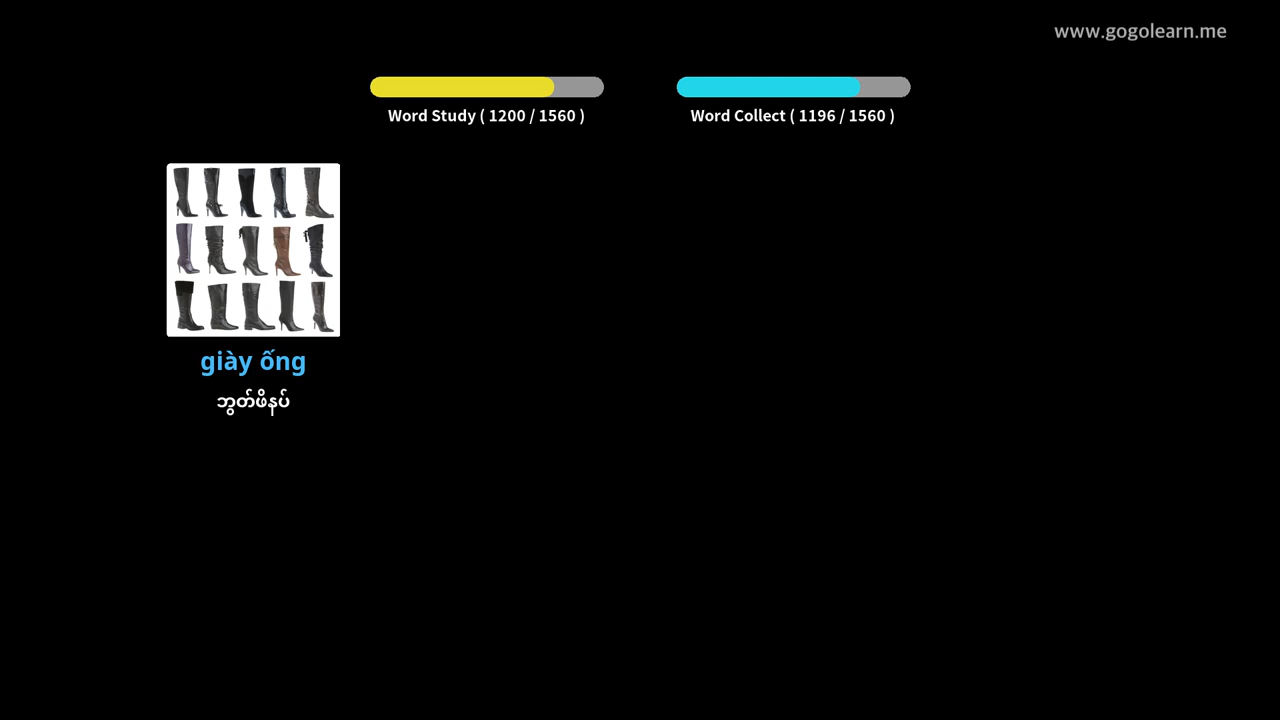 www.gogolearn.me
Word Study ( 1200 / 1560 )
Word Collect ( 1196 / 1560 )
giày ống
ဘွတ်ဖိနပ်